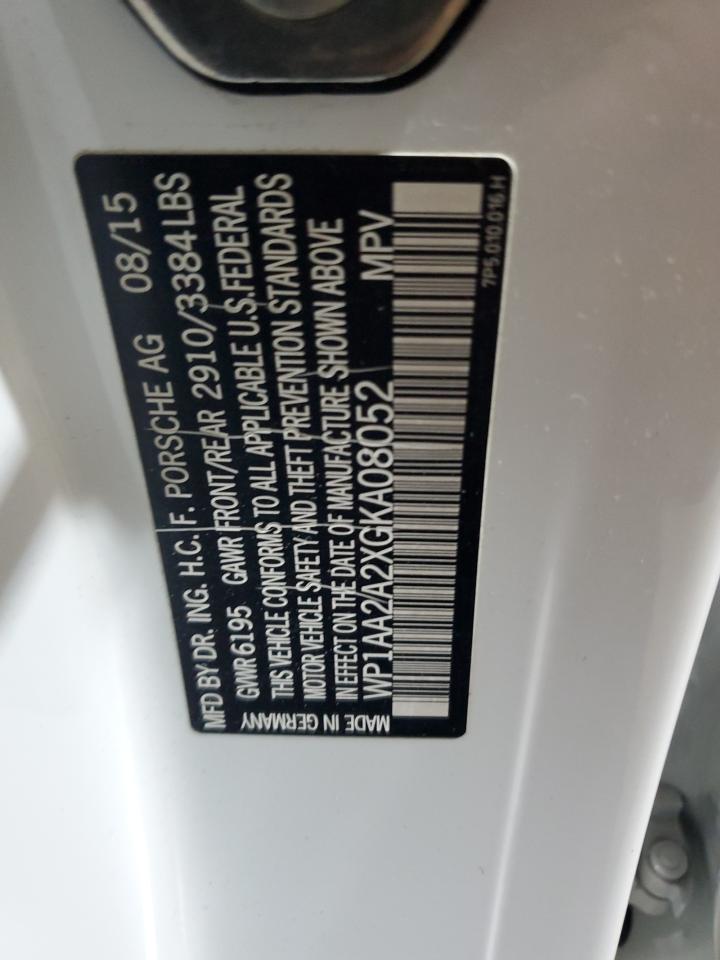 MFD BY DR. ING. H.C. F. PORSCHE AG 08/15
GVWR 6195 GAWR FRONT/REAR 2910/3384 LBS
THIS VEHICLE CONFORMS TO ALL APPLICABLE U.S. FEDERAL
MOTOR VEHICLE SAFETY AND THEFT PREVENTION STANDARDS
IN EFFECT ON THE DATE OF MANUFACTURE SHOWN ABOVE
WP1AA2A2XGKA08052 MPV
MADE IN GERMANY
7P5.010.016.H